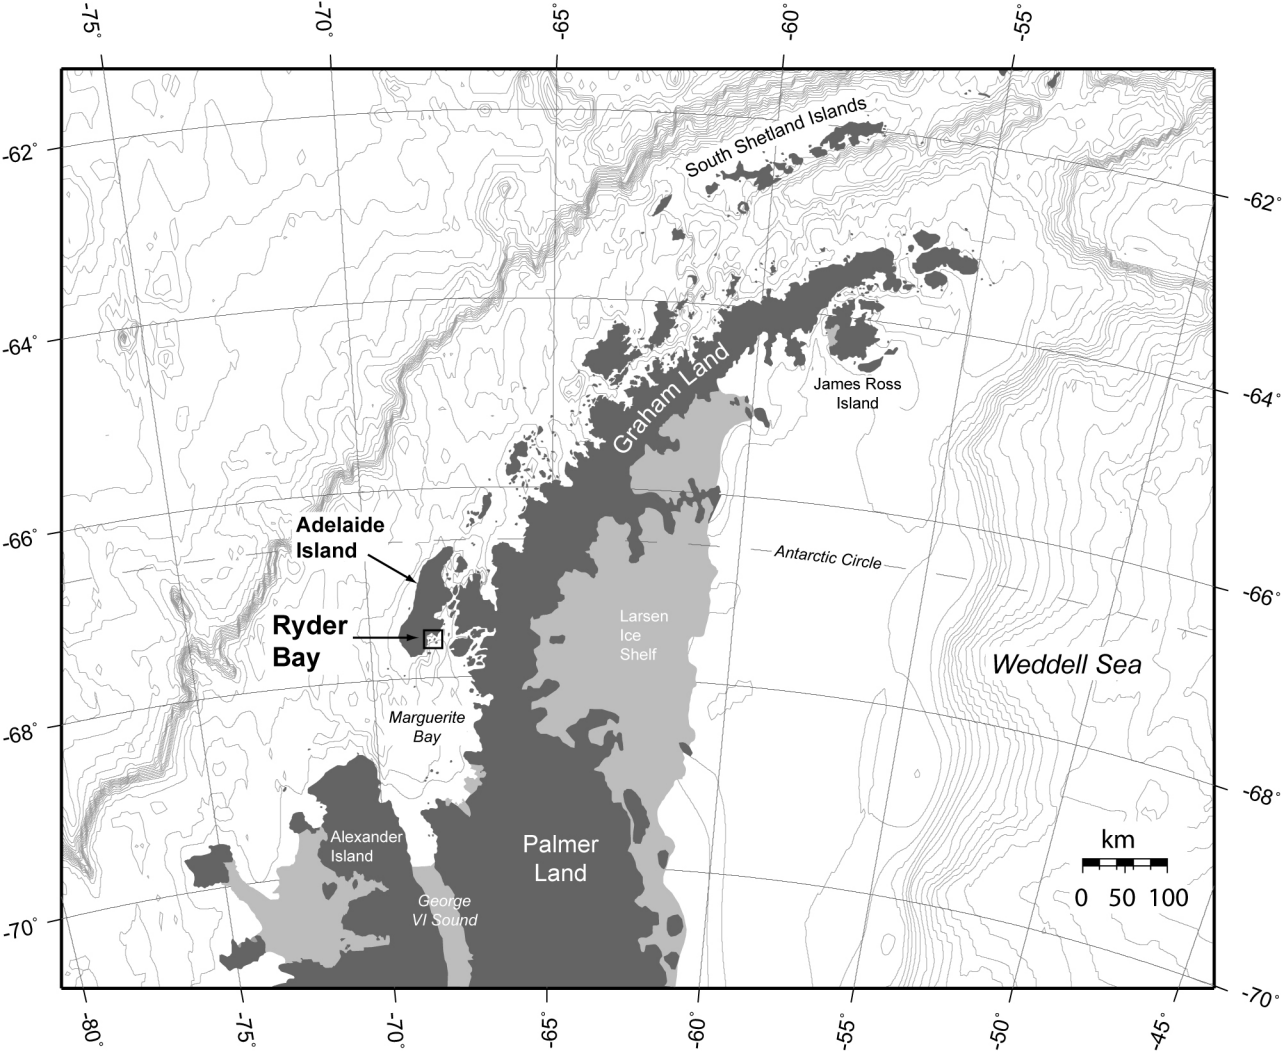 -75°
-70°
-65°
-60°
-55°
South Shetland Islands
-62°
-62°
-64°
Graham Land
James Ross
Island
-64°
Adelaide
Island
-66°
Antarctic Circle
-66°
Ryder
Bay
Larsen
Ice
Shelf
Weddell Sea
Marguerite
Bay
-68°
-68°
Alexander
Island
Palmer
Land
km
0 50 100
George
VI Sound
-70°
-70°
-80°
-75°
-70°
-65°
-60°
-55°
-50°
-45°